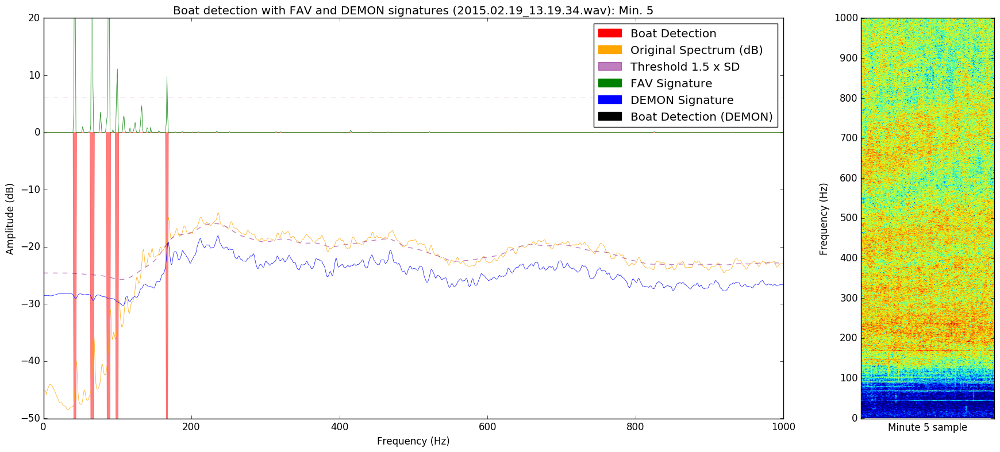 Boat detection with FAV and DEMON signatures (2015.02.19_13.19.34.wav): Min. 5
20
10
0
−10
−20
−30
−40
−50
Amplitude (dB)
0
200
400
600
800
1000
Frequency (Hz)
Boat Detection
Original Spectrum (dB)
Threshold 1.5 x SD
FAV Signature
DEMON Signature
Boat Detection (DEMON)
1000
900
800
700
600
500
400
300
200
100
0
Frequency (Hz)
Minute 5 sample